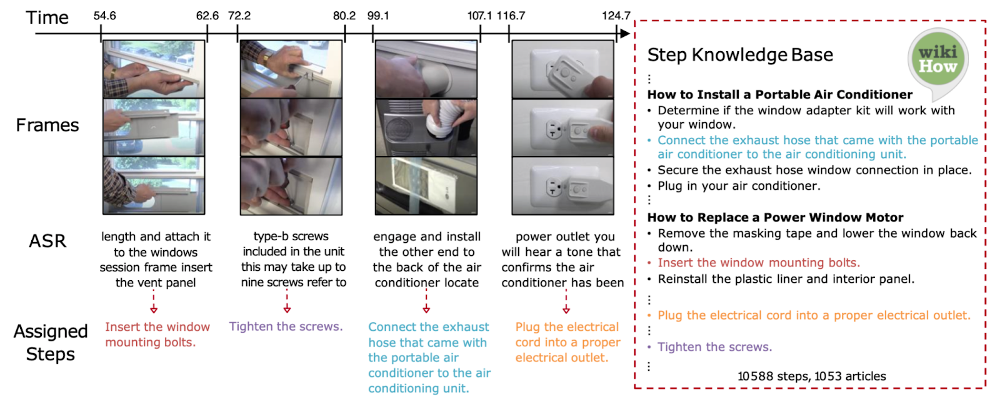 Time
54.6 62.6 72.2 80.2 99.1 107.1 116.7 124.7
Frames
ASR
length and attach it
to the windows
session frame insert
the vent panel
type-b screws
included in the unit
this may take up to
nine screws refer to
engage and install
the other end to
the back of the air
conditioner locate
power outlet you
will hear a tone that
confirms the air
conditioner has been
Assigned
Steps
Insert the window
mounting bolts.
Tighten the screws.
Connect the exhaust
hose that came with
the portable air
conditioner to the air
conditioning unit.
Plug the electrical
cord into a proper
electrical outlet.
Step Knowledge Base
wiki
How
⋮
How to Install a Portable Air Conditioner
• Determine if the window adapter kit will work with
your window.
• Connect the exhaust hose that came with the portable
air conditioner to the air conditioning unit.
• Secure the exhaust hose window connection in place.
• Plug in your air conditioner.
⋮
How to Replace a Power Window Motor
• Remove the masking tape and lower the window back
down.
• Insert the window mounting bolts.
• Reinstall the plastic liner and interior panel.
⋮
• Plug the electrical cord into a proper electrical outlet.
⋮
• Tighten the screws.
⋮
10588 steps, 1053 articles